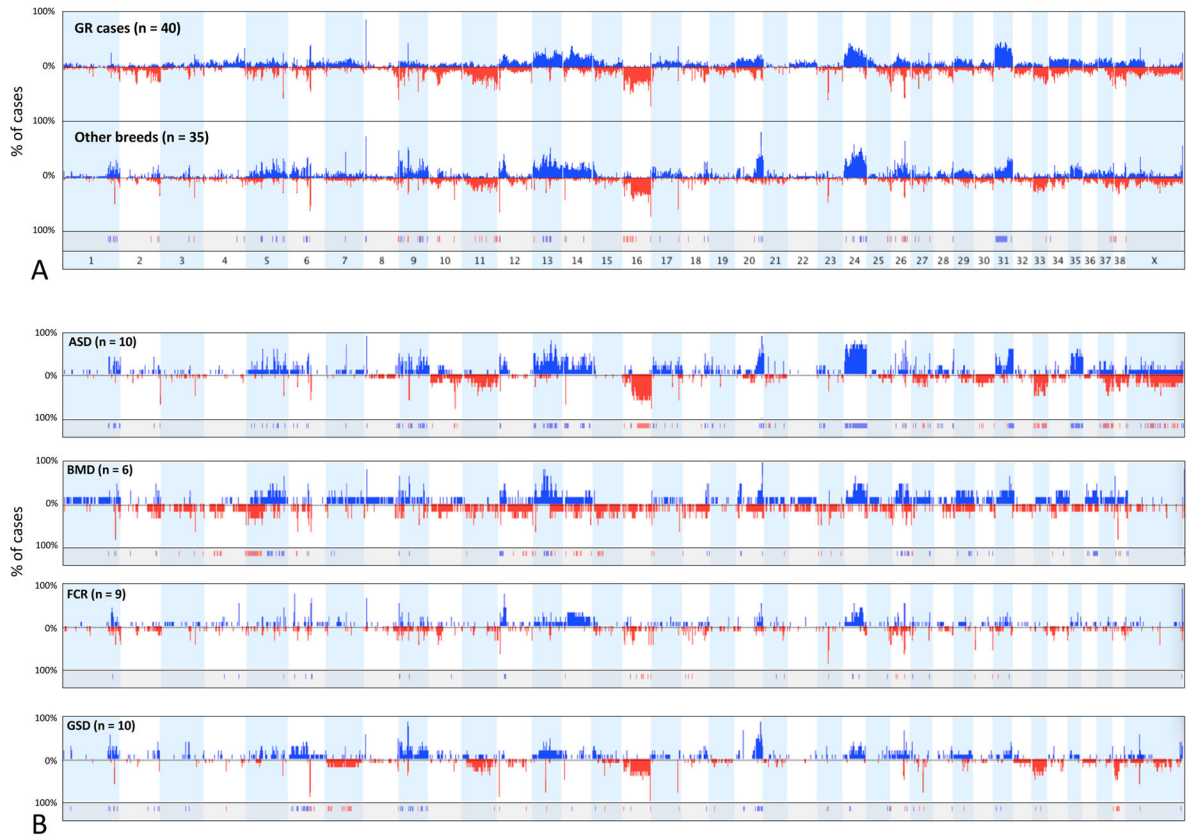 100%
GR cases (n = 40)
0%
100%
Other breeds (n = 35)
0%
100%
% of cases
A
1 2 3 4 5 6 7 8 9 10 11 12 13 14 15 16 17 18 19 20 21 22 23 24 25 26 27 28 29 30 31 32 33 34 35 36 37 38 X
100%
ASD (n = 10)
0%
100%
100%
BMD (n = 6)
0%
100%
% of cases
100%
FCR (n = 9)
0%
100%
100%
GSD (n = 10)
0%
100%
B